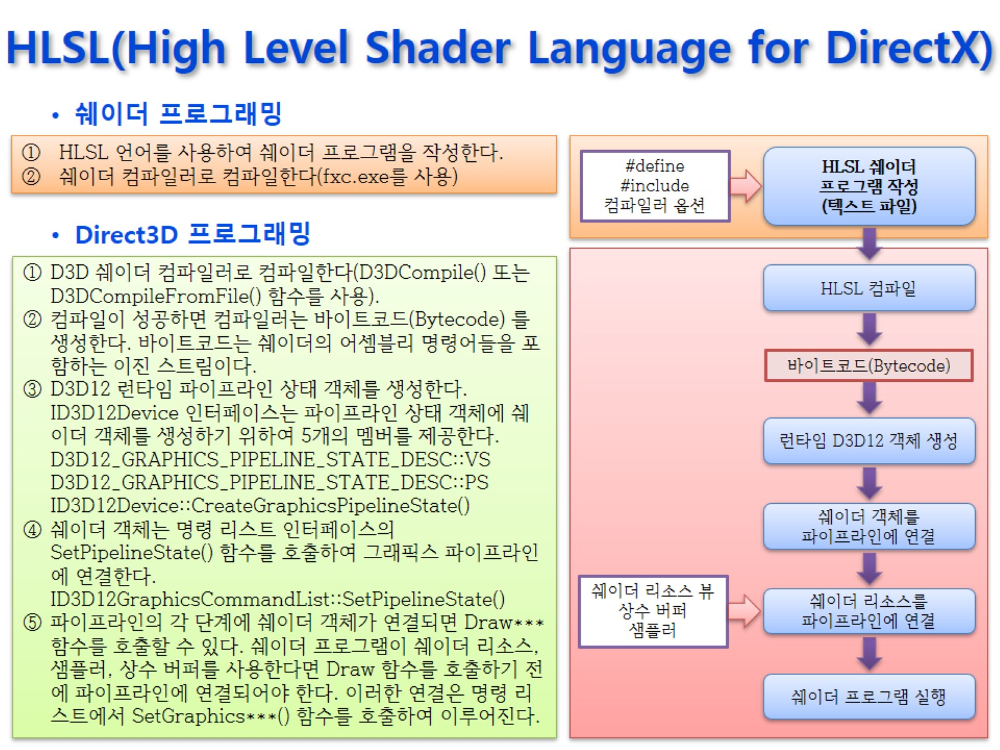 HLSL(High Level Shader Language for DirectX)
• 쉐이더 프로그래밍
① HLSL 언어를 사용하여 쉐이더 프로그램을 작성한다.
② 쉐이더 컴파일러로 컴파일한다(fxc.exe를 사용)
• Direct3D 프로그래밍
① D3D 쉐이더 컴파일러로 컴파일한다(D3DCompile() 또는
D3DCompileFromFile() 함수를 사용).
② 컴파일이 성공하면 컴파일러는 바이트코드(Bytecode) 를
생성한다. 바이트코드는 쉐이더의 어셈블리 명령어들을 포
함하는 이진 스트림이다.
③ D3D12 런타임 파이프라인 상태 객체를 생성한다.
ID3D12Device 인터페이스는 파이프라인 상태 객체에 쉐
이더 객체를 생성하기 위하여 5개의 멤버를 제공한다.
D3D12_GRAPHICS_PIPELINE_STATE_DESC::VS
D3D12_GRAPHICS_PIPELINE_STATE_DESC::PS
ID3D12Device::CreateGraphicsPipelineState()
④ 쉐이더 객체는 명령 리스트 인터페이스의
SetPipelineState() 함수를 호출하여 그래픽스 파이프라인
에 연결한다.
ID3D12GraphicsCommandList::SetPipelineState()
⑤ 파이프라인의 각 단계에 쉐이더 객체가 연결되면 Draw***
함수를 호출할 수 있다. 쉐이더 프로그램이 쉐이더 리소스,
샘플러, 상수 버퍼를 사용한다면 Draw 함수를 호출하기 전
에 파이프라인에 연결되어야 한다. 이러한 연결은 명령 리
스트에서 SetGraphics***() 함수를 호출하여 이루어진다.
#define
#include
컴파일러 옵션
HLSL 쉐이더
프로그램 작성
(텍스트 파일)
HLSL 컴파일
바이트코드(Bytecode)
런타임 D3D12 객체 생성
쉐이더 객체를
파이프라인에 연결
쉐이더 리소스 뷰
상수 버퍼
샘플러
쉐이더 리소스를
파이프라인에 연결
쉐이더 프로그램 실행